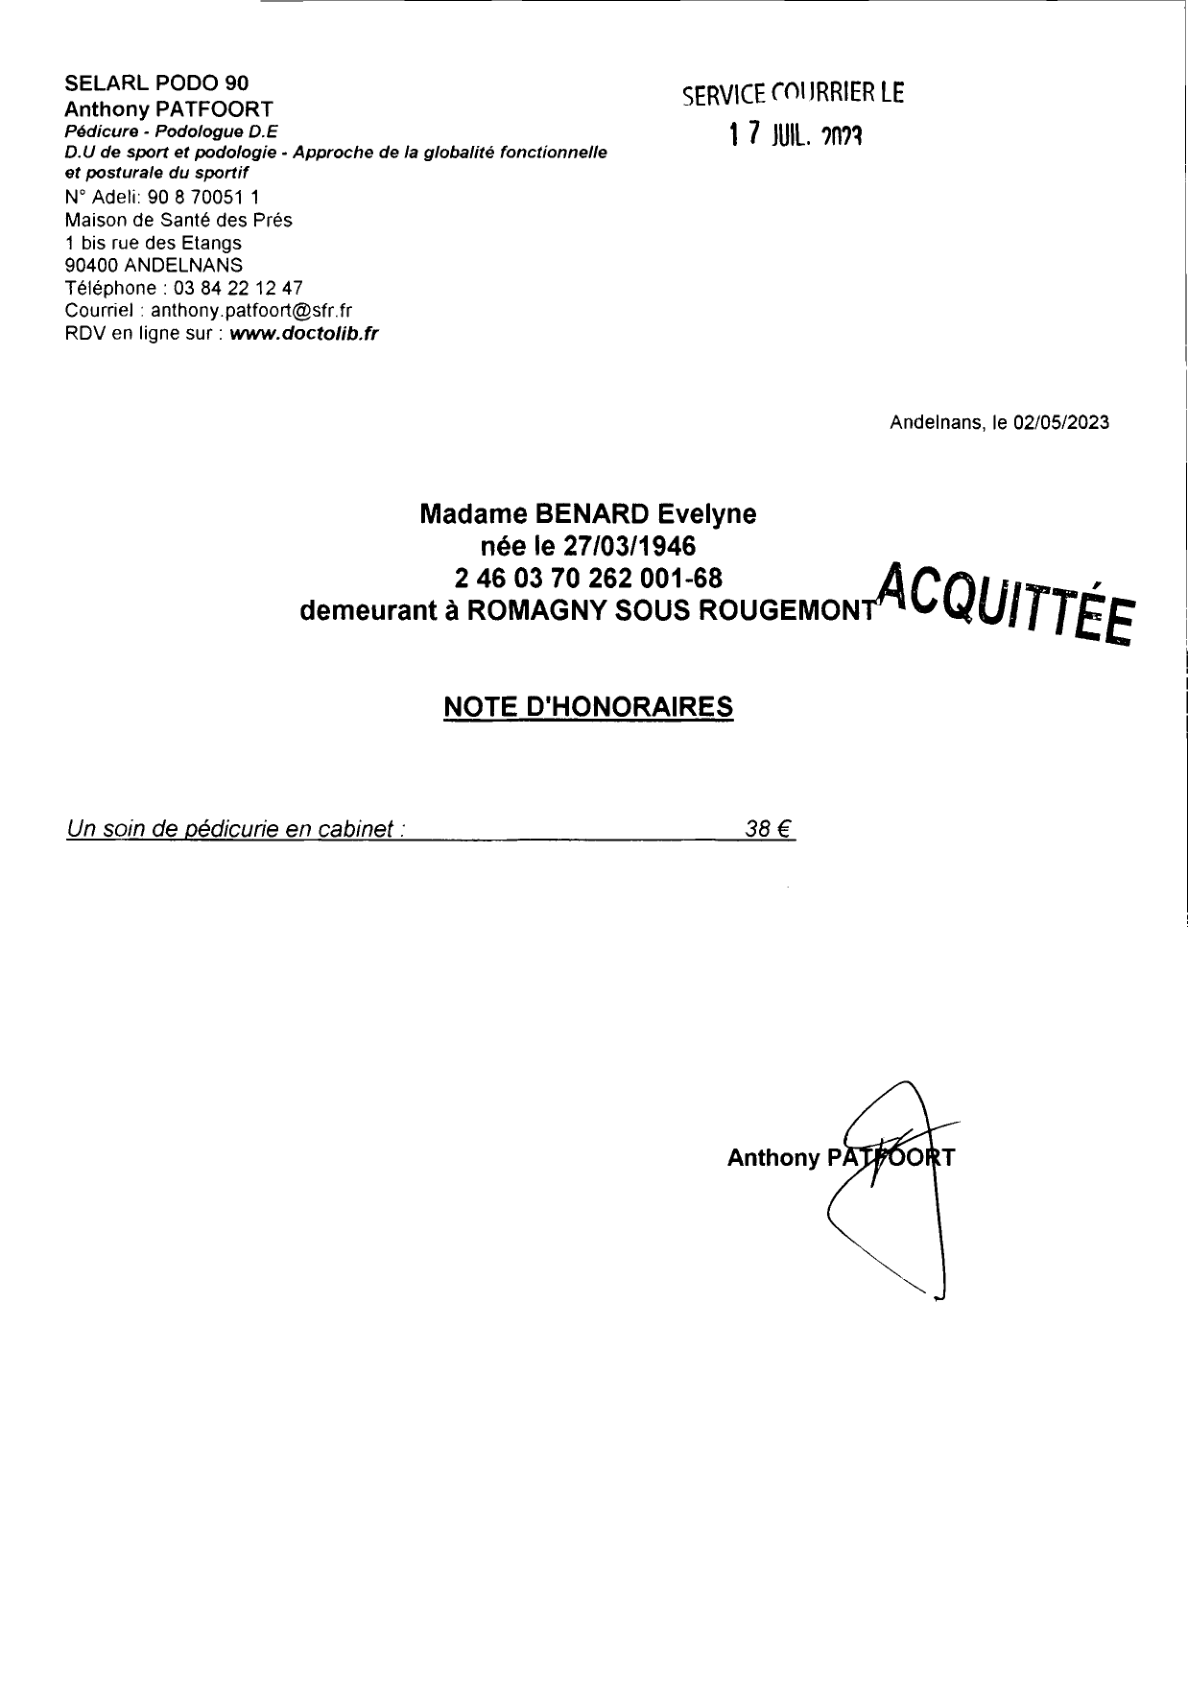 SELARL PODO 90
Anthony PATFOORT
Pédicure - Podologue D.E
D.U de sport et podologie - Approche de la globalité fonctionnelle
et posturale du sportif
N° Adeli: 90 8 70051 1
Maison de Santé des Prés
1 bis rue des Etangs
90400 ANDELNANS
Téléphone : 03 84 22 12 47
Courriel : anthony.patfoort@sfr.fr
RDV en ligne sur : www.doctolib.fr
SERVICE COURRIER LE
17 JUIL. 2023
Andelnans, le 02/05/2023
Madame BENARD Evelyne
née le 27/03/1946
2 46 03 70 262 001-68
demeurant à ROMAGNY SOUS ROUGEMONT
ACQUITTÉE
NOTE D'HONORAIRES
Un soin de pédicurie en cabinet : 38 €
Anthony PATFOORT